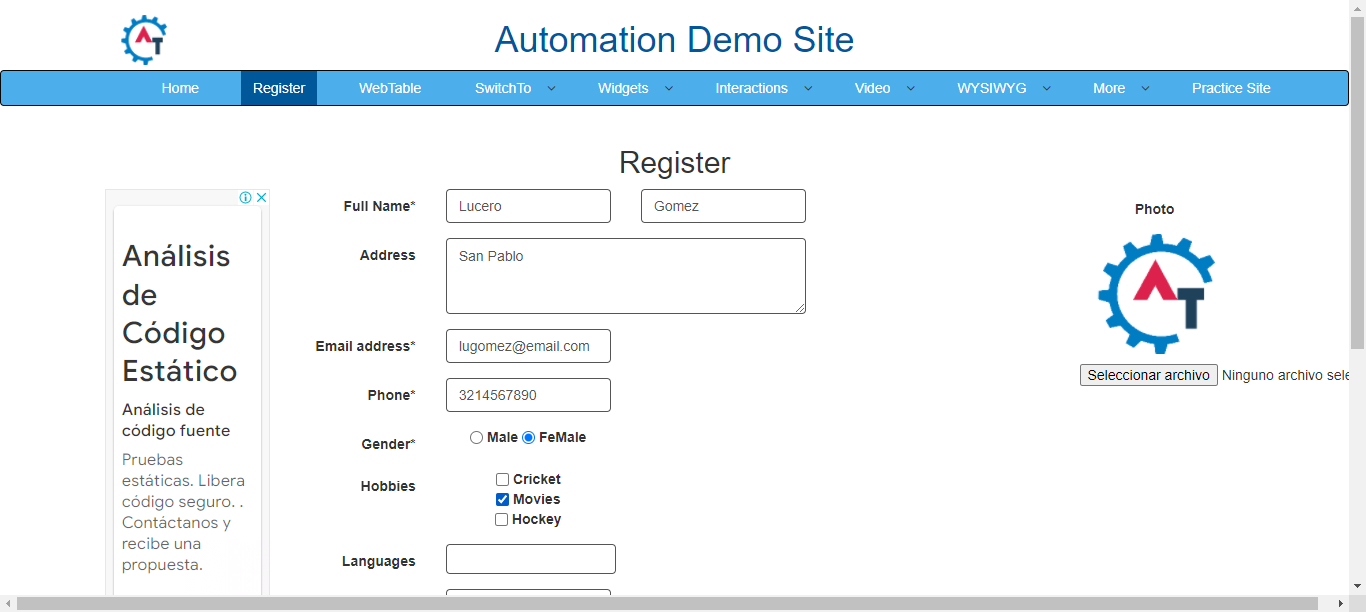 AT
Automation Demo Site
Home Register WebTable SwitchTo Widgets Interactions Video WYSIWYG More Practice Site
Register
Análisis
de
Código
Estático
Análisis de
código fuente
Pruebas
estáticas. Libera
código seguro. .
Contáctanos y
recibe una
propuesta.
Full Name* Lucero Gomez
Address San Pablo
Email address* lugomez@email.com
Phone* 3214567890
Gender* Male FeMale
Hobbies Cricket
Movies
Hockey
Languages
Photo
AT
Seleccionar archivo Ninguno archivo sele